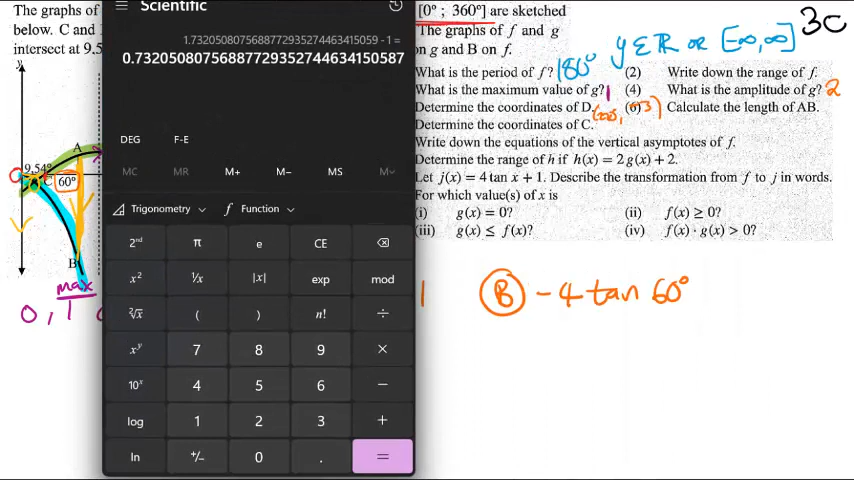 The graphs of
[0°; 360°] are sketched
3C
below. C and
The graphs of f and g
y ∈ ℝ or [-∞, ∞]
intersect at 9.5
on g and B on f.
Scientific
1.7320508075688772935274463415059 - 1 =
0.7320508075688772935274463415058​7
What is the period of f? 180° (2) Write down the range of f.
What is the maximum value of g? 1 (4) What is the amplitude of g? 2
Determine the coordinates of D. (6) Calculate the length of AB.
Determine the coordinates of C.
Write down the equations of the vertical asymptotes of f.
Determine the range of h if h(x) = 2 g(x) + 2.
Let j(x) = 4 tan x + 1. Describe the transformation from f to j in words.
For which value(s) of x is
(i) g(x) = 0? (ii) f(x) ≥ 0?
(iii) g(x) ≤ f(x)? (iv) f(x) · g(x) > 0?
y
A
9,54°
C 60°
B
max
0, 1
1 B - 4 tan 60°
DEG F-E
MC MR M+ M− MS M˅
Trigonometry f Function
2nd π e CE
x² ¹/x |x| exp mod
²√x ( ) n! ÷
xʸ 7 8 9 ×
10ˣ 4 5 6 −
log 1 2 3 +
ln +/− 0 . =